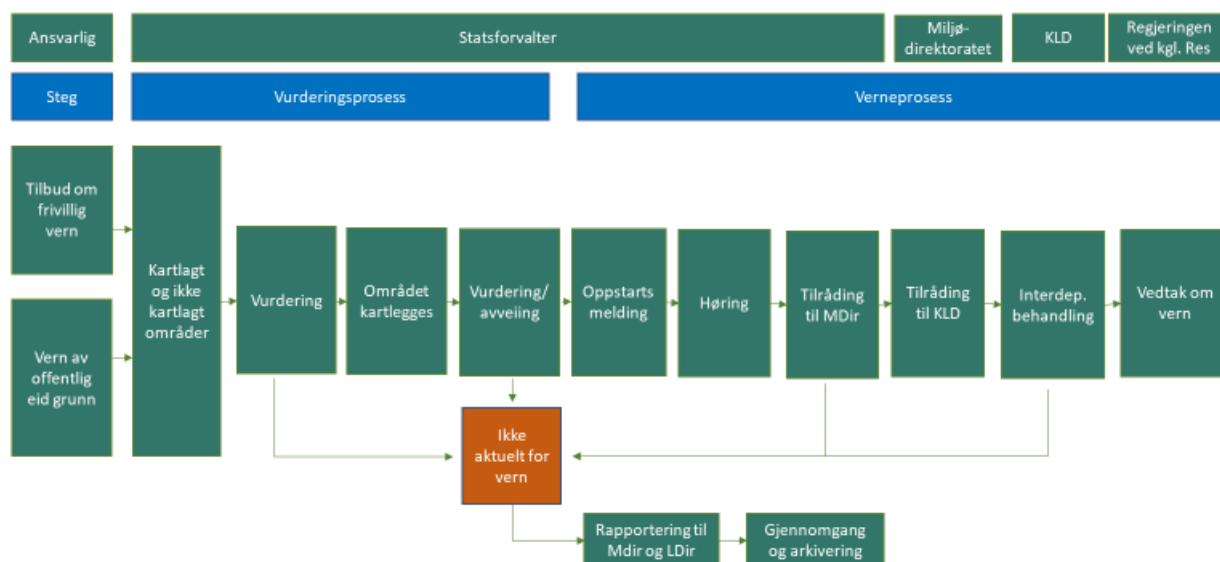 Ansvarlig
Statsforvalter
Miljø-
direktoratet
KLD
Regjeringen
ved kgl. Res
Steg
Vurderingsprosess
Verneprosess
Tilbud om
frivillig
vern
Vern av
offentlig
eid grunn
Kartlagt
og ikke
kartlagt
områder
Vurdering
Området
kartlegges
Vurdering/
avveiing
Oppstarts
melding
Høring
Tilråding
til MDir
Tilråding
til KLD
Interdep.
behandling
Vedtak om
vern
Ikke
aktuelt for
vern
Rapportering til
Mdir og LDir
Gjennomgang
og arkivering